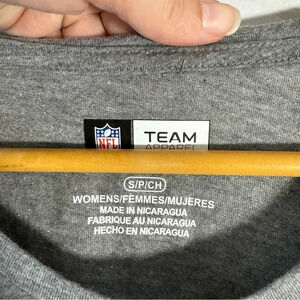 NFL
TEAM
APPAREL
S/P/CH
WOMENS/FEMMES/MUJERES
MADE IN NICARAGUA
FABRIQUE AU NICARAGUA
HECHO EN NICARAGUA